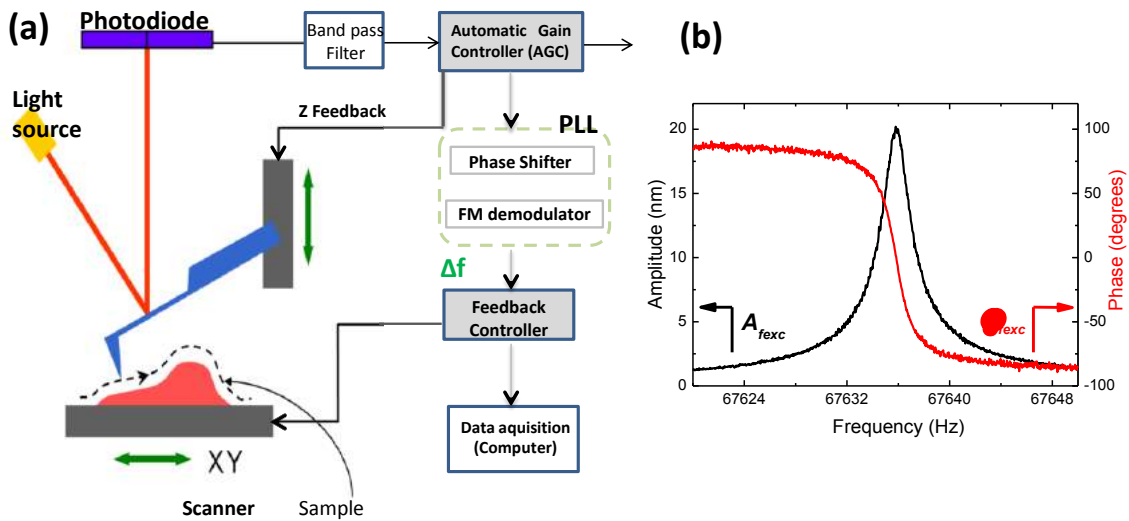 (a)
Photodiode
Band pass
Filter
Automatic Gain
Controller (AGC)
Light
source
Z Feedback
PLL
Phase Shifter
FM demodulator
Δf
Feedback
Controller
Data aquisition
(Computer)
XY
Scanner
Sample
(b)
20
15
10
5
0
Amplitude (nm)
100
50
0
-50
-100
Phase (degrees)
A fexc
fexc
67624
67632
67640
67648
Frequency (Hz)